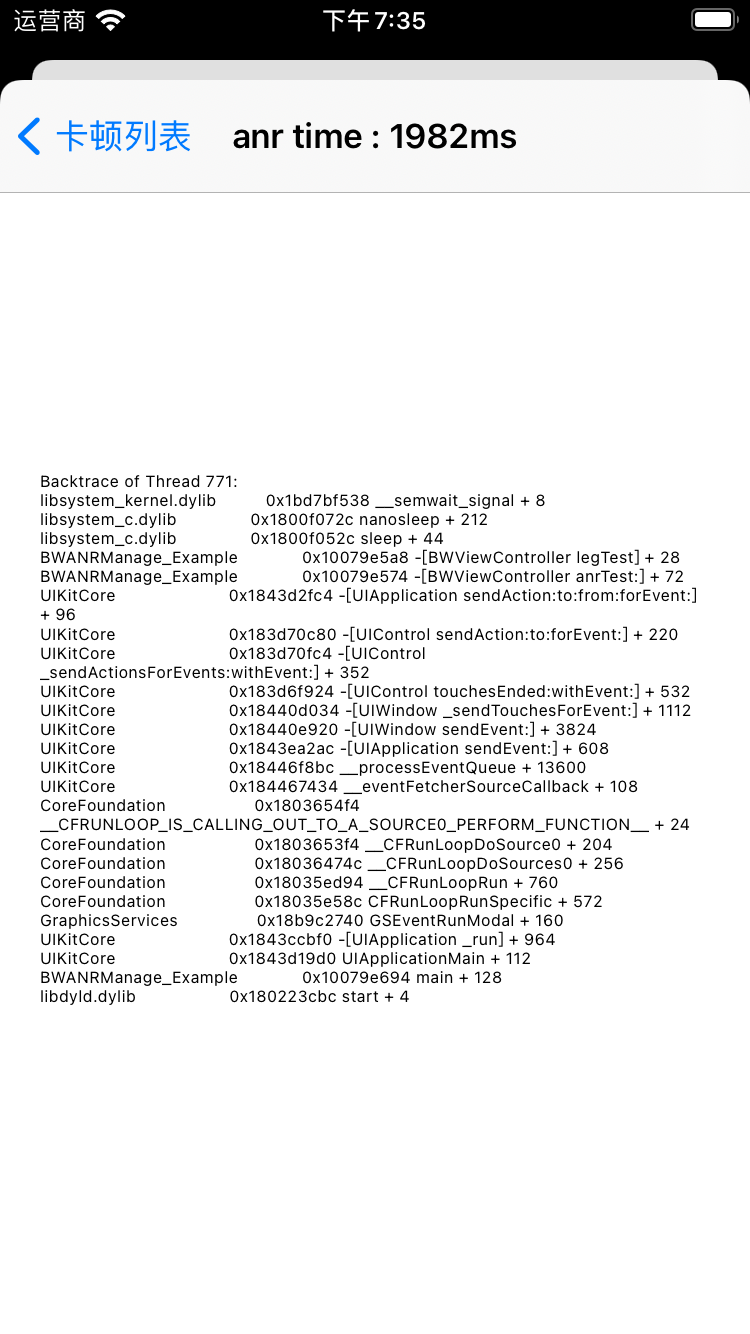 运营商 下午7:35
卡顿列表 anr time : 1982ms
Backtrace of Thread 771:
libsystem_kernel.dylib 0x1bd7bf538 __semwait_signal + 8
libsystem_c.dylib 0x1800f072c nanosleep + 212
libsystem_c.dylib 0x1800f052c sleep + 44
BWANRManage_Example 0x10079e5a8 -[BWViewController legTest] + 28
BWANRManage_Example 0x10079e574 -[BWViewController anrTest:] + 72
UIKitCore 0x1843d2fc4 -[UIApplication sendAction:to:from:forEvent:]
+ 96
UIKitCore 0x183d70c80 -[UIControl sendAction:to:forEvent:] + 220
UIKitCore 0x183d70fc4 -[UIControl
_sendActionsForEvents:withEvent:] + 352
UIKitCore 0x183d6f924 -[UIControl touchesEnded:withEvent:] + 532
UIKitCore 0x18440d034 -[UIWindow _sendTouchesForEvent:] + 1112
UIKitCore 0x18440e920 -[UIWindow sendEvent:] + 3824
UIKitCore 0x1843ea2ac -[UIApplication sendEvent:] + 608
UIKitCore 0x18446f8bc __processEventQueue + 13600
UIKitCore 0x184467434 __eventFetcherSourceCallback + 108
CoreFoundation 0x1803654f4
__CFRUNLOOP_IS_CALLING_OUT_TO_A_SOURCE0_PERFORM_FUNCTION__ + 24
CoreFoundation 0x1803653f4 __CFRunLoopDoSource0 + 204
CoreFoundation 0x18036474c __CFRunLoopDoSources0 + 256
CoreFoundation 0x18035ed94 __CFRunLoopRun + 760
CoreFoundation 0x18035e58c CFRunLoopRunSpecific + 572
GraphicsServices 0x18b9c2740 GSEventRunModal + 160
UIKitCore 0x1843ccbf0 -[UIApplication _run] + 964
UIKitCore 0x1843d19d0 UIApplicationMain + 112
BWANRManage_Example 0x10079e694 main + 128
libdyld.dylib 0x180223cbc start + 4